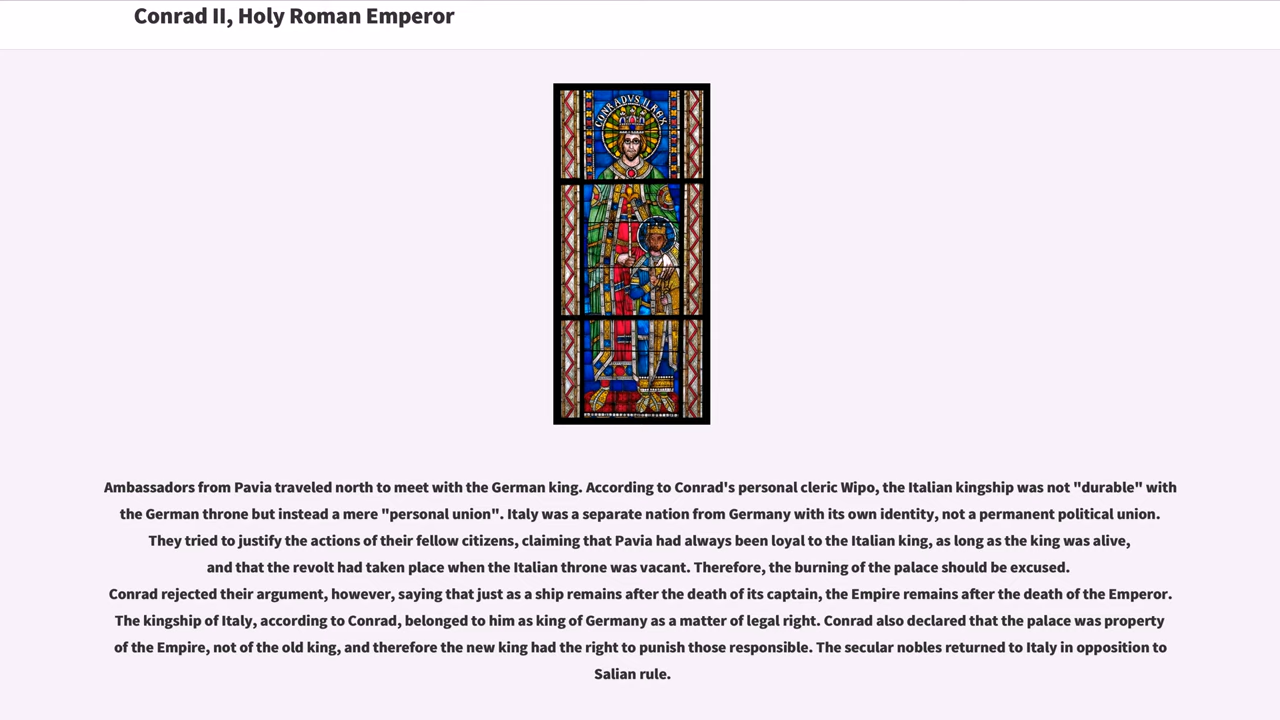 Conrad II, Holy Roman Emperor
CONRADVS II REX
Ambassadors from Pavia traveled north to meet with the German king. According to Conrad's personal cleric Wipo, the Italian kingship was not "durable" with
the German throne but instead a mere "personal union". Italy was a separate nation from Germany with its own identity, not a permanent political union.
They tried to justify the actions of their fellow citizens, claiming that Pavia had always been loyal to the Italian king, as long as the king was alive,
and that the revolt had taken place when the Italian throne was vacant. Therefore, the burning of the palace should be excused.
Conrad rejected their argument, however, saying that just as a ship remains after the death of its captain, the Empire remains after the death of the Emperor.
The kingship of Italy, according to Conrad, belonged to him as king of Germany as a matter of legal right. Conrad also declared that the palace was property
of the Empire, not of the old king, and therefore the new king had the right to punish those responsible. The secular nobles returned to Italy in opposition to
Salian rule.